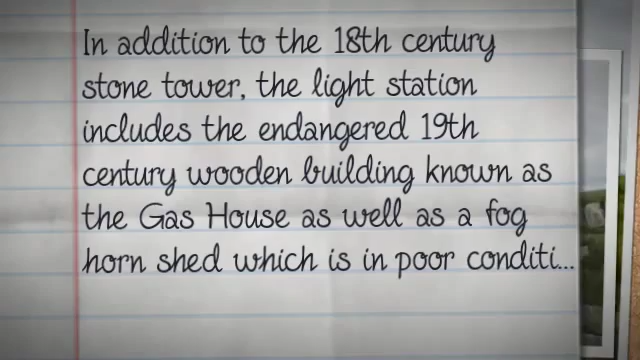 In addition to the 18th century
stone tower, the light station
includes the endangered 19th
century wooden building known as
the Gas House as well as a fog
horn shed which is in poor conditi...